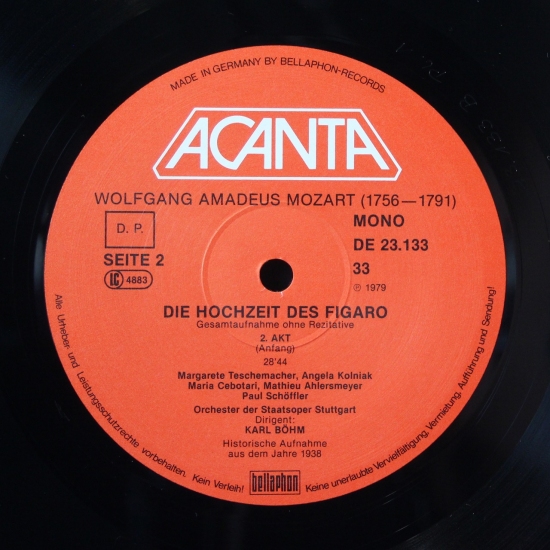 MADE IN GERMANY BY BELLAPHON-RECORDS
ACANTA
WOLFGANG AMADEUS MOZART (1756—1791)
D. P.
MONO
DE 23.133
SEITE 2
33
LC 4883
℗ 1979
DIE HOCHZEIT DES FIGARO
Gesamtaufnahme ohne Rezitative
2. AKT
(Anfang)
28'44
Margarete Teschemacher, Angela Kolniak
Maria Cebotari, Mathieu Ahlersmeyer
Paul Schöffler
Orchester der Staatsoper Stuttgart
Dirigent:
KARL BÖHM
Historische Aufnahme
aus dem Jahre 1938
bellaphon
Alle Urheber- und Leistungsschutzrechte vorbehalten. Kein Verleih! Keine unerlaubte Vervielfältigung, Vermietung, Aufführung und Sendung!